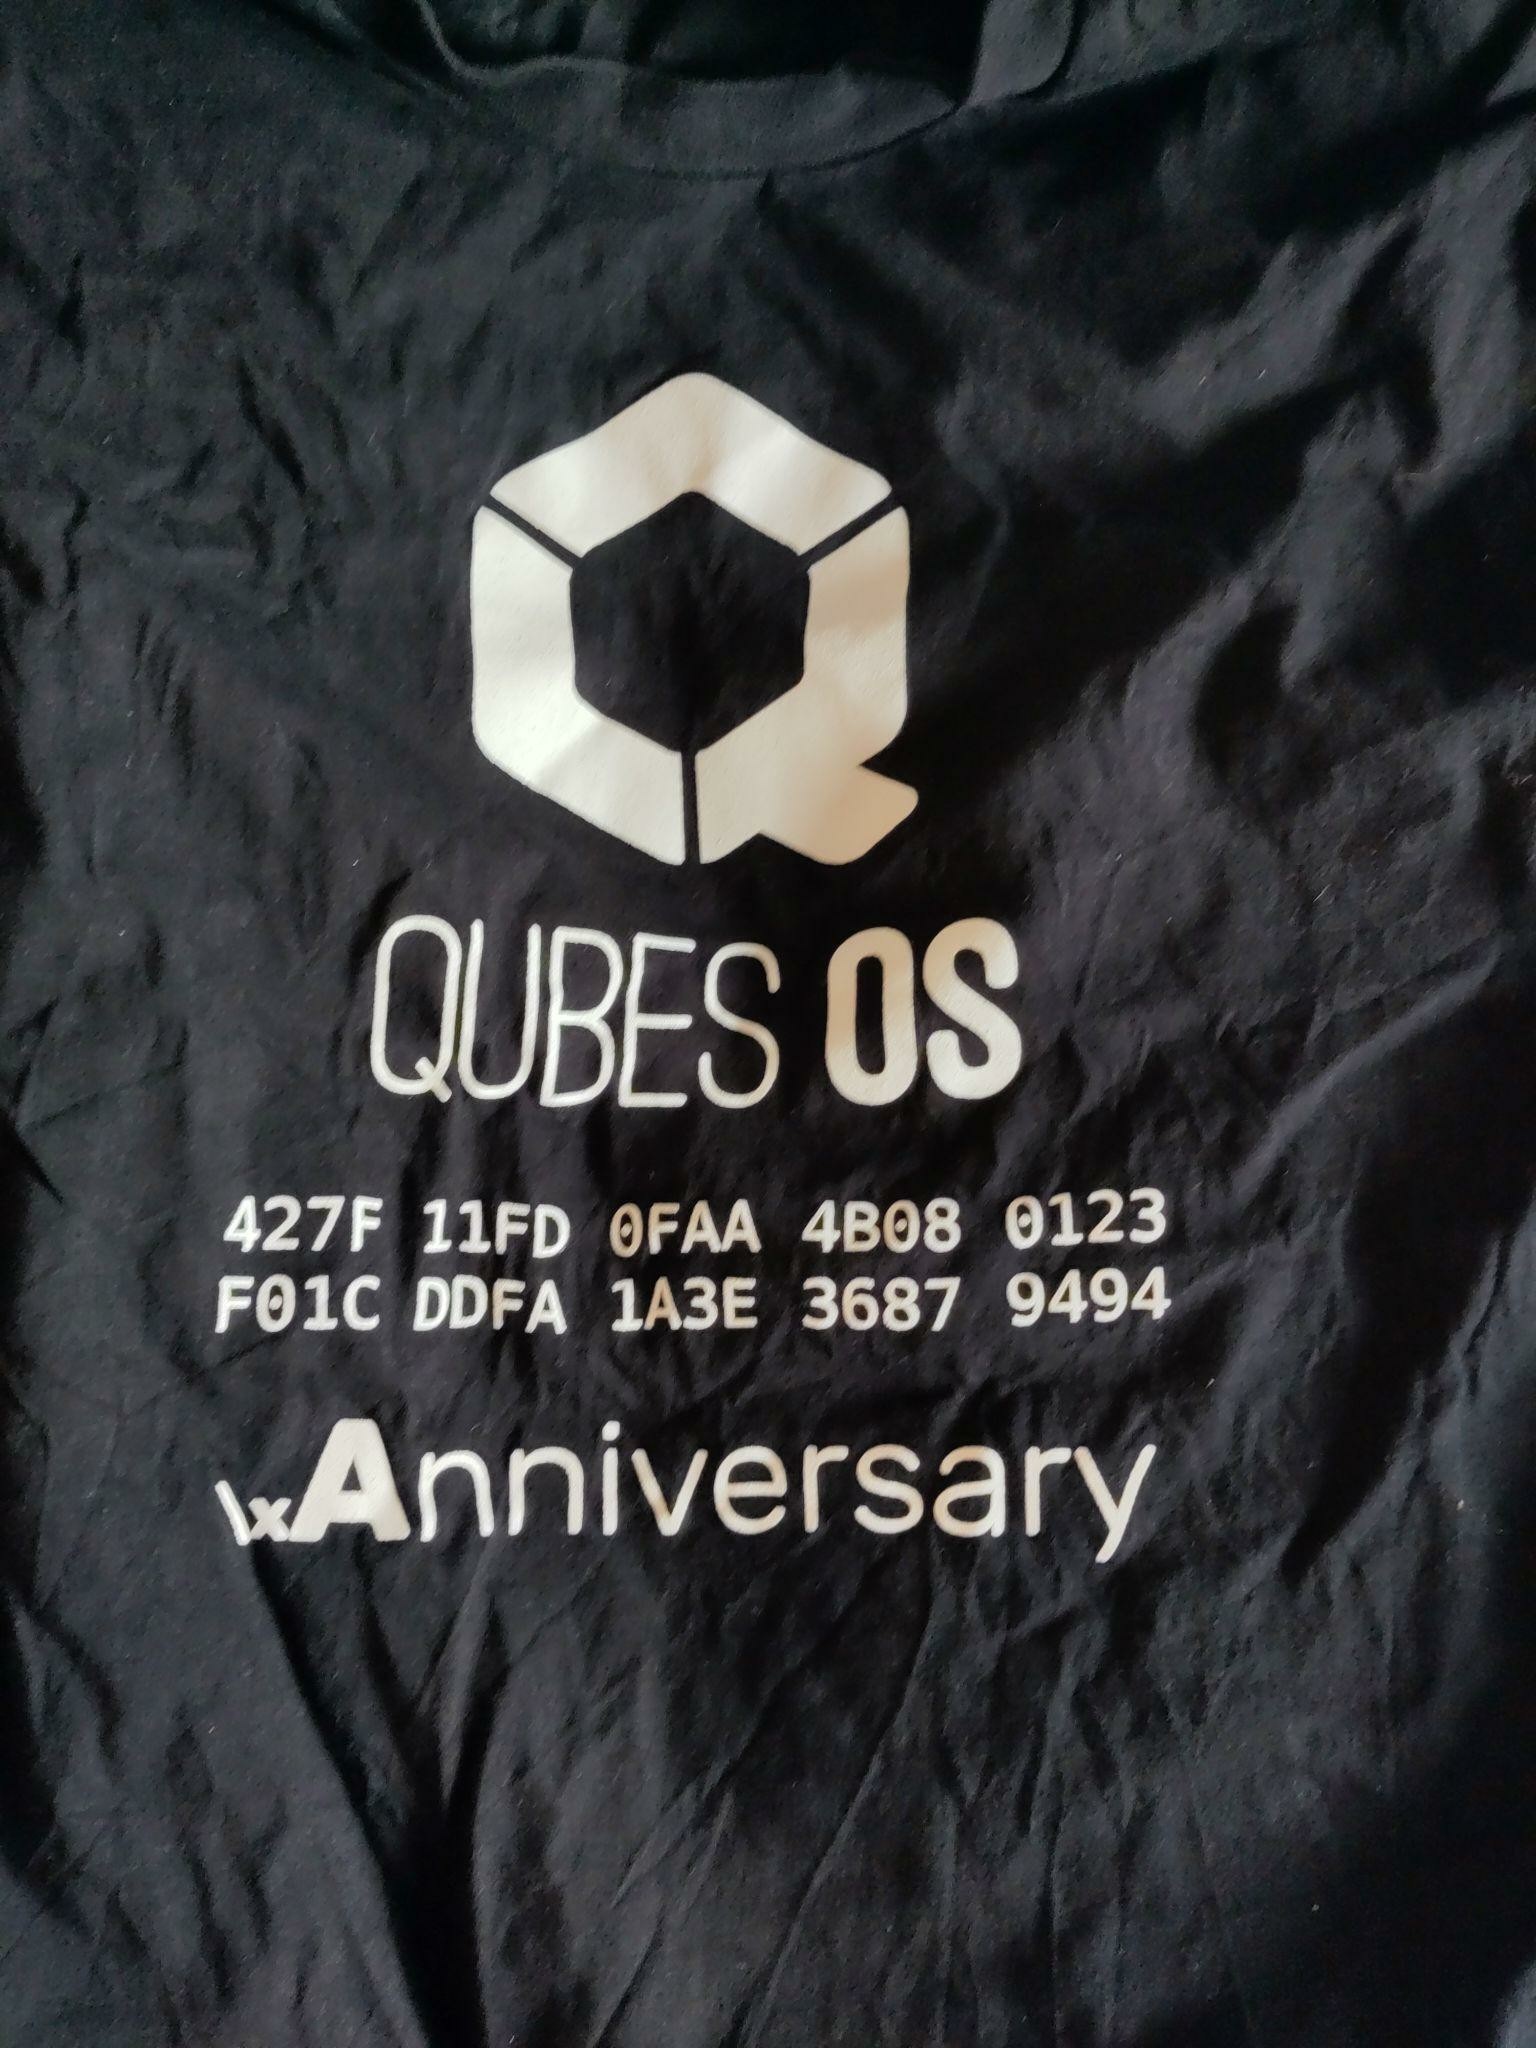 QUBES OS
427F 11FD 0FAA 4B08 0123
F01C DDFA 1A3E 3687 9494
\xAnniversary